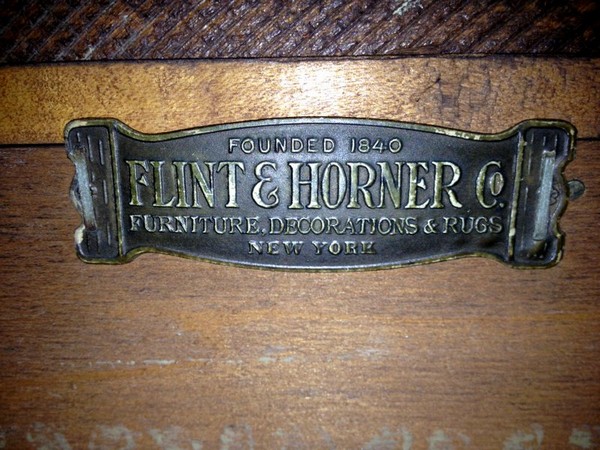 FOUNDED 1840
FLINT & HORNER CO.
FURNITURE, DECORATIONS & RUGS
NEW YORK